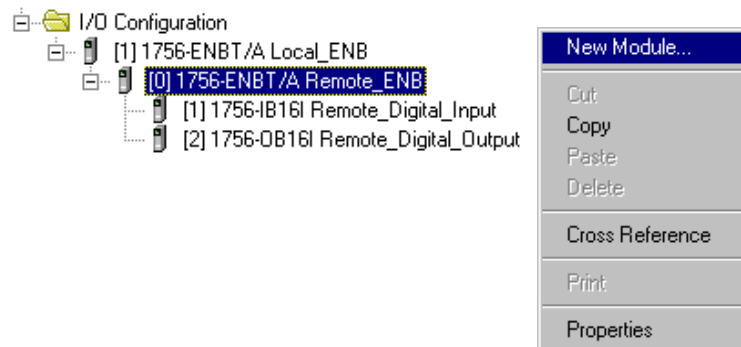 I/O Configuration
[1] 1756-ENBT/A Local_ENB
[0] 1756-ENBT/A Remote_ENB
[1] 1756-IB16I Remote_Digital_Input
[2] 1756-OB16I Remote_Digital_Output
New Module...
Cut
Copy
Paste
Delete
Cross Reference
Print
Properties